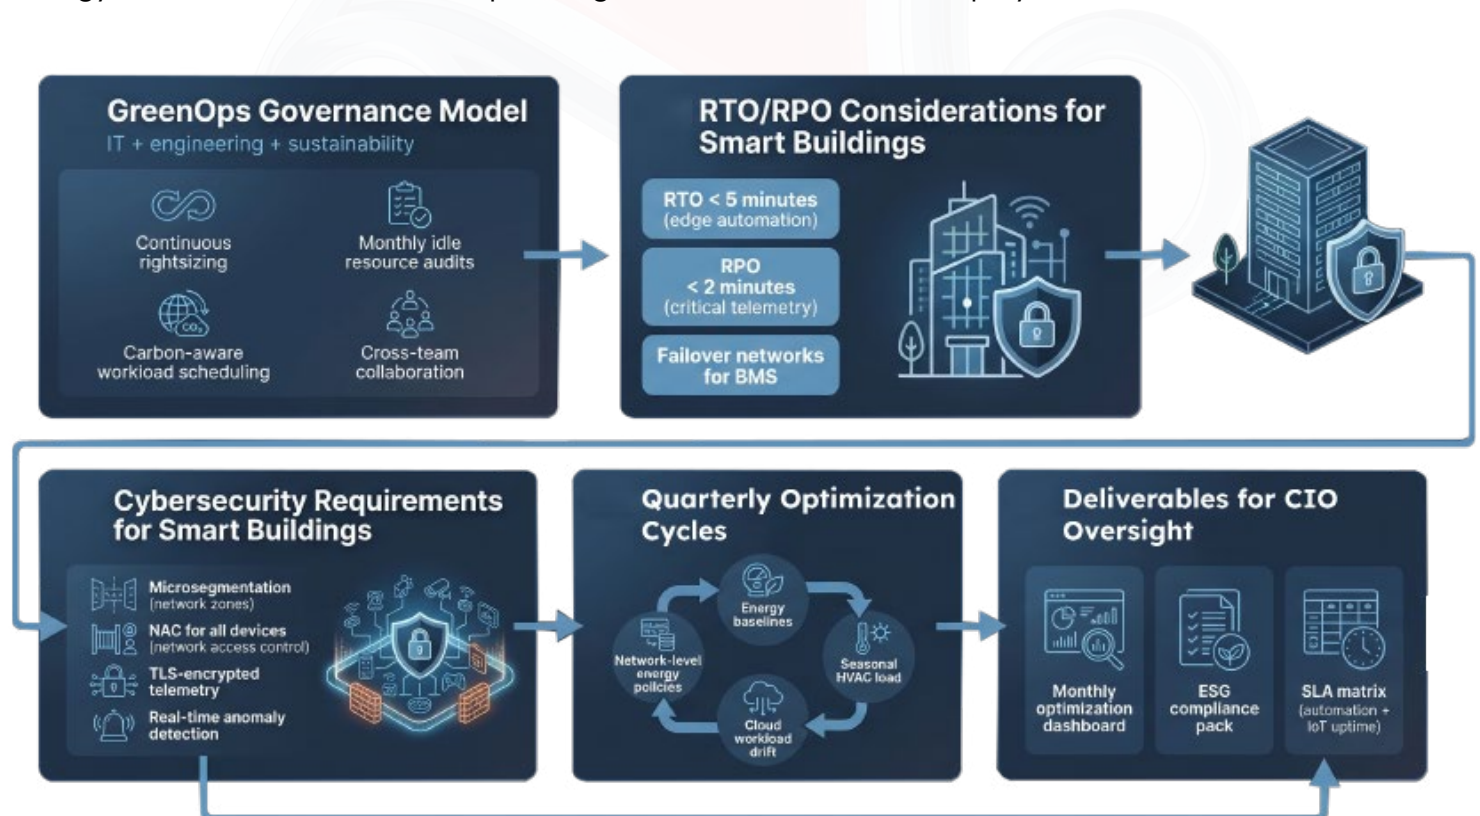 GreenOps Governance Model
IT + engineering + sustainability
Continuous
rightsizing
Monthly idle
resource audits
CO₂
Carbon-aware
workload scheduling
Cross-team
collaboration
RTO/RPO Considerations for
Smart Buildings
RTO < 5 minutes
(edge automation)
RPO
< 2 minutes
(critical telemetry)
Failover networks
for BMS
Cybersecurity Requirements
for Smart Buildings
Microsegmentation
(network zones)
NAC for all devices
(network access control)
TLS-encrypted
telemetry
Real-time anomaly
detection
Quarterly Optimization
Cycles
Energy
baselines
Seasonal
HVAC load
Cloud
workload
drift
Network-level
energy
policies
Deliverables for CIO
Oversight
Monthly
optimization
dashboard
ESG
compliance
pack
SLA matrix
(automation +
IoT uptime)